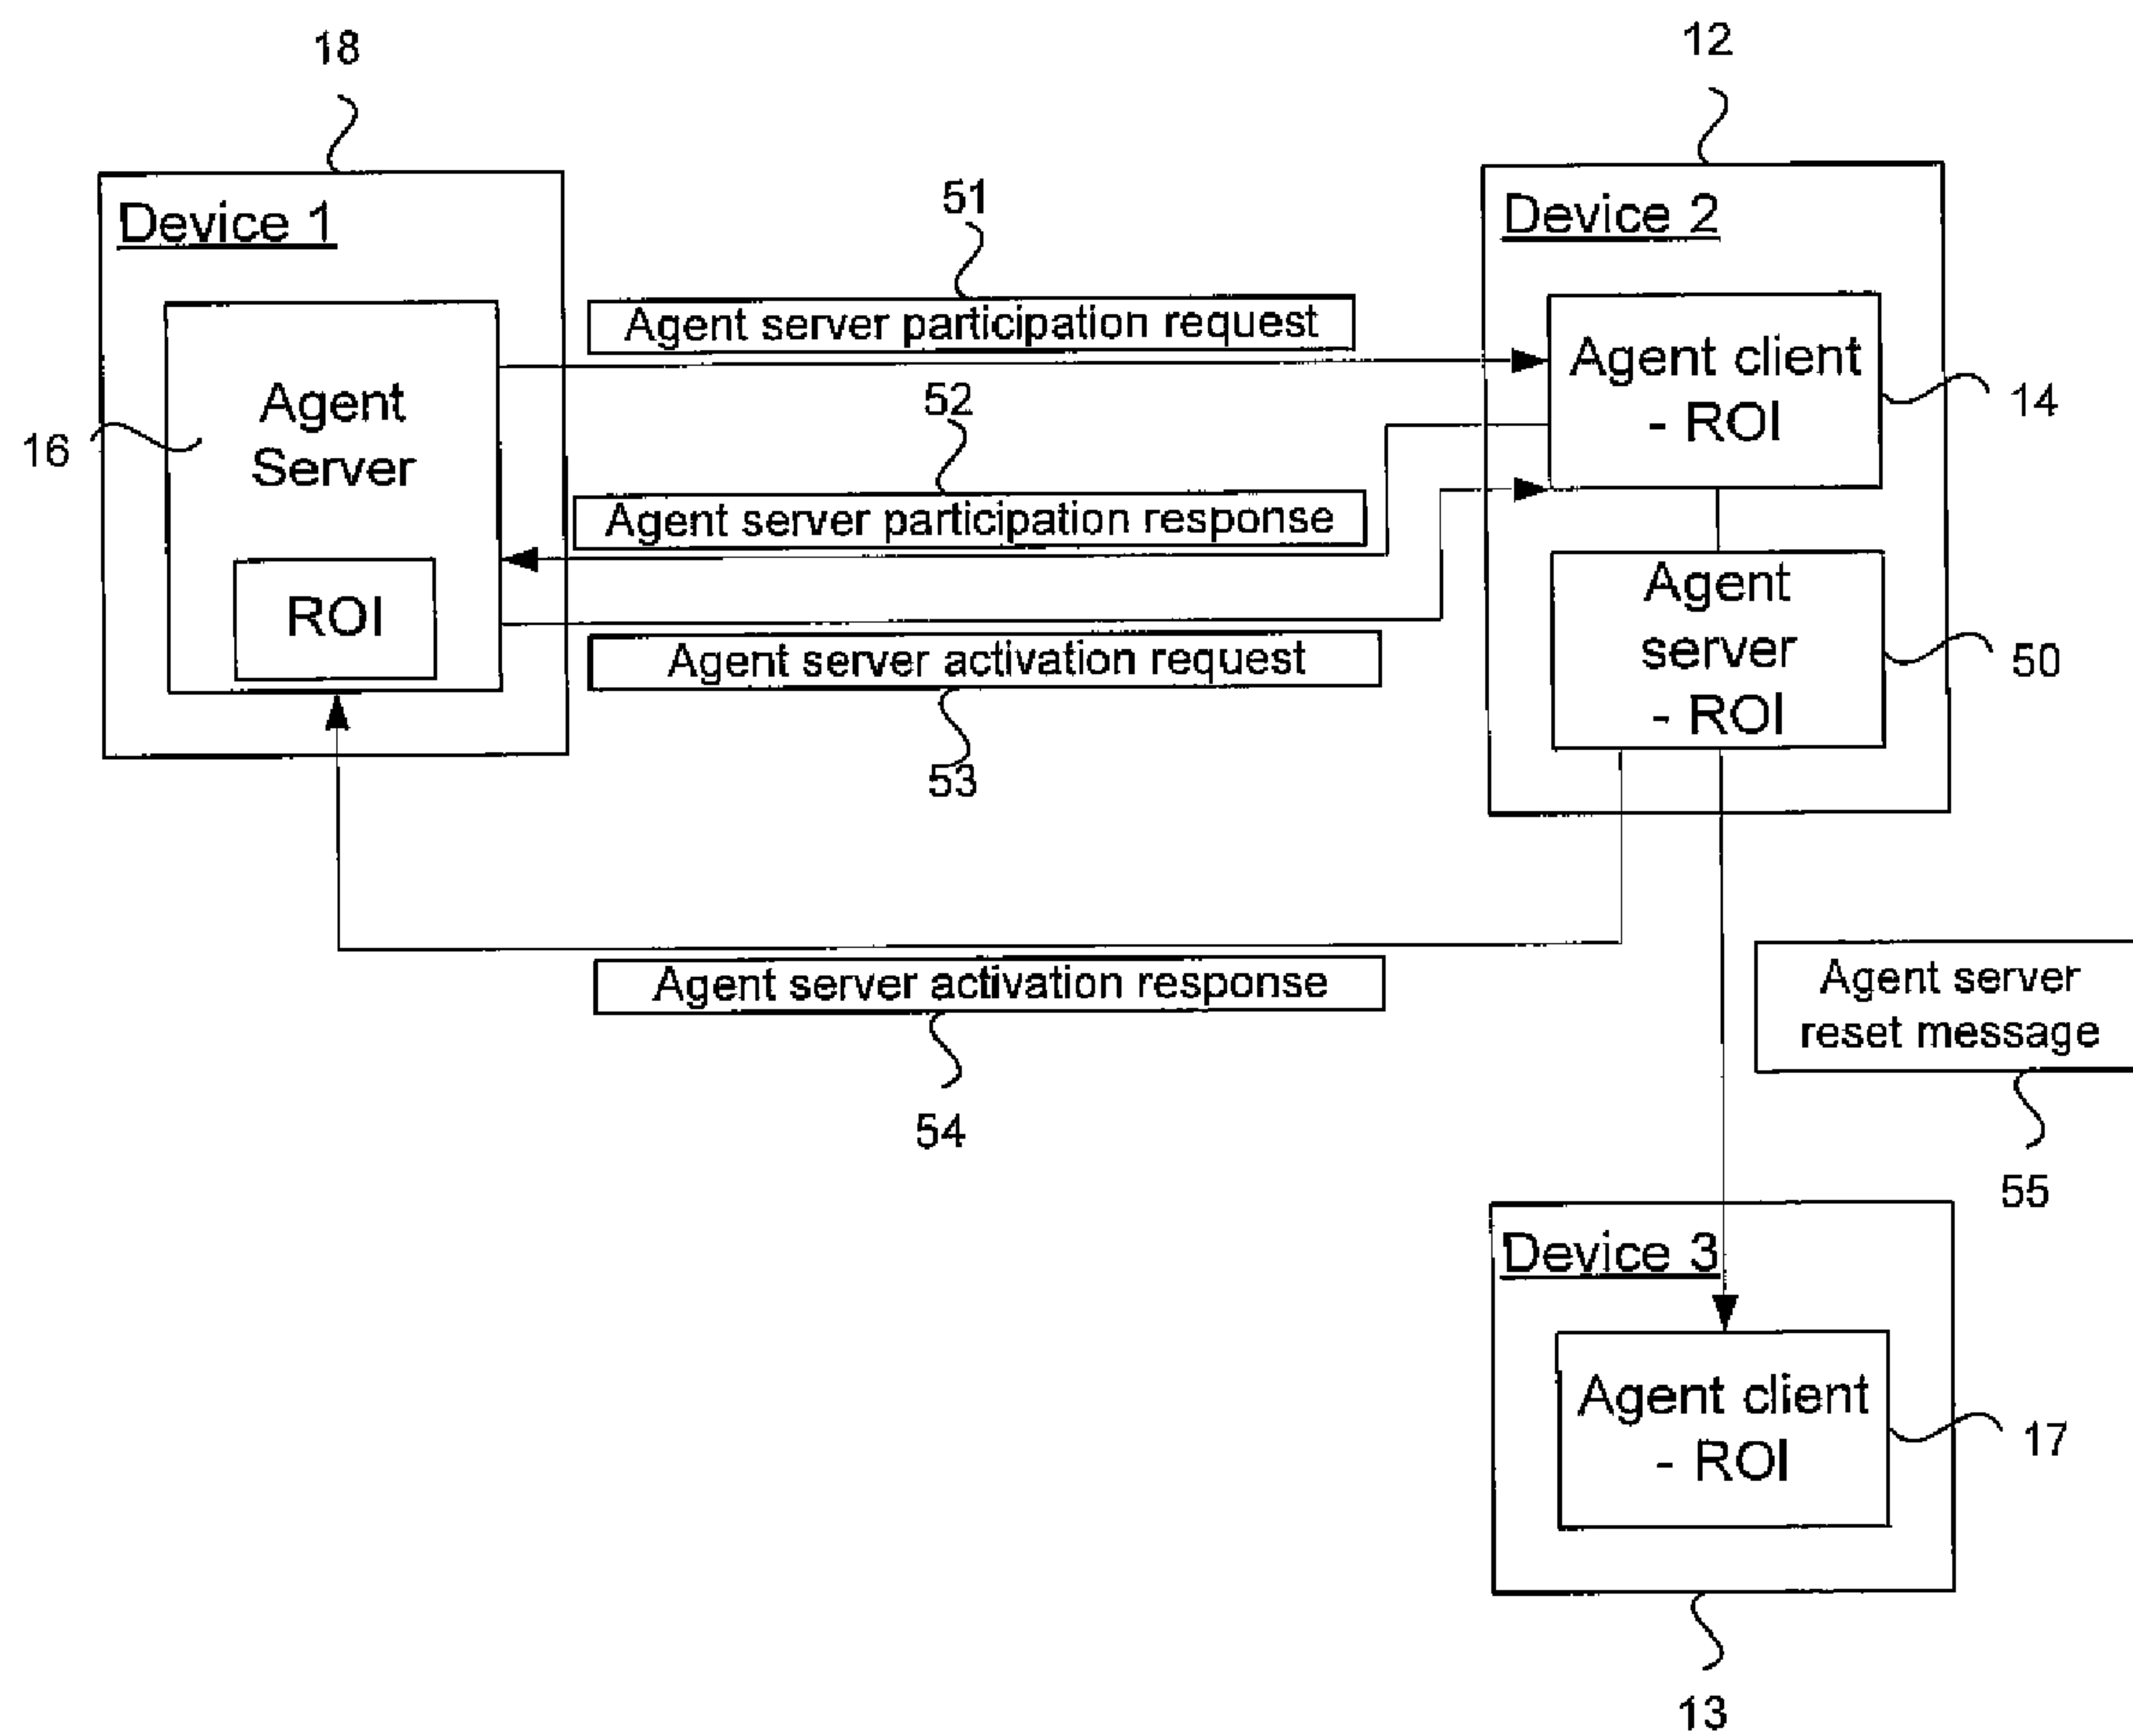 18
12
Device 1
51
Device 2
Agent server participation request
Agent client
- ROI
14
52
Agent
Server
16
Agent server participation response
ROI
Agent
server
- ROI
50
Agent server activation request
53
Agent server activation response
54
Agent server
reset message
55
Device 3
Agent client
- ROI
17
13